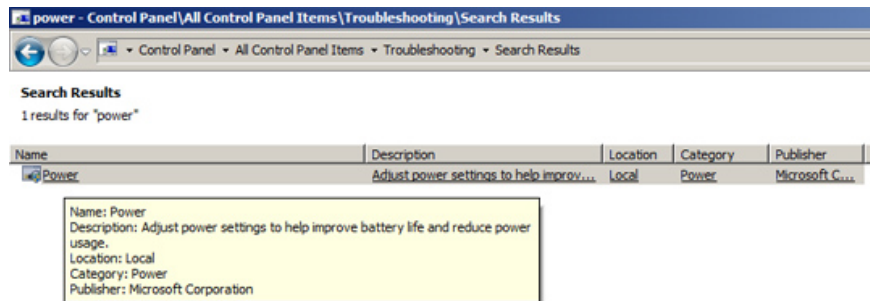 power - Control Panel\All Control Panel Items\Troubleshooting\Search Results
Control Panel All Control Panel Items Troubleshooting Search Results
Search Results
1 results for "power"
Name Description Location Category Publisher
Power Adjust power settings to help improv... Local Power Microsoft C...
Name: Power
Description: Adjust power settings to help improve battery life and reduce power
usage.
Location: Local
Category: Power
Publisher: Microsoft Corporation